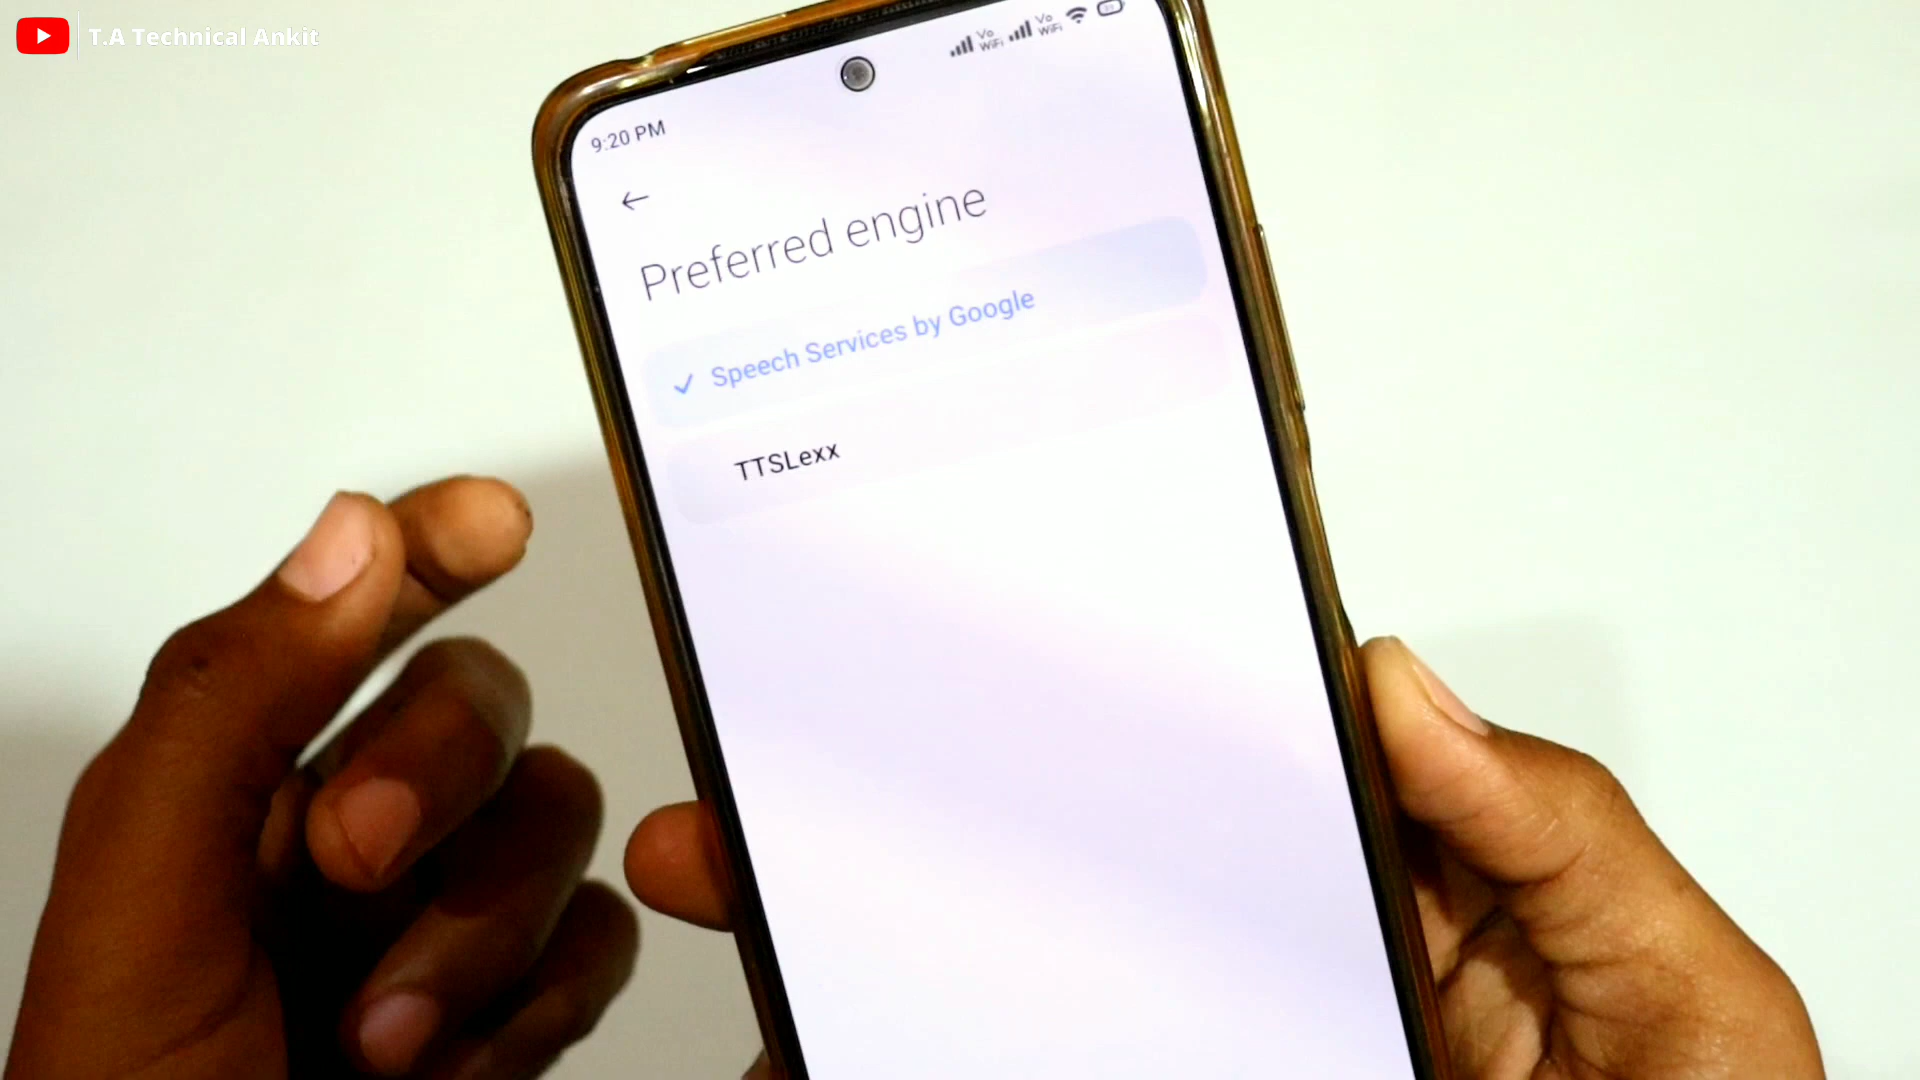 T.A Technical Ankit
Vo
WiFi
Vo
WiFi
9:20 PM
Preferred engine
Speech Services by Google
TTSLexx